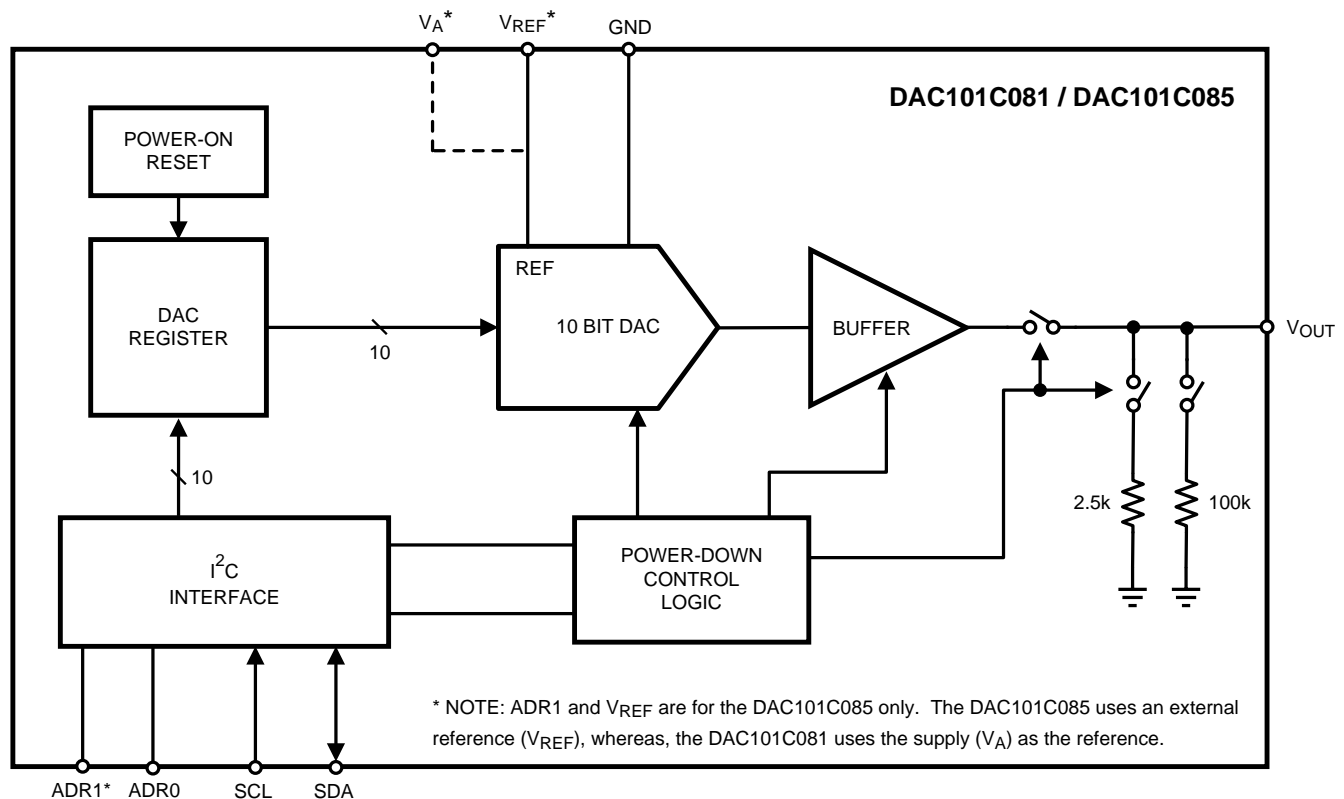 VA* VREF* GND
DAC101C081 / DAC101C085
POWER-ON
RESET
DAC
REGISTER
10
REF
10 BIT DAC
BUFFER
VOUT
10
2.5k
100k
I2C
INTERFACE
POWER-DOWN
CONTROL
LOGIC
* NOTE: ADR1 and VREF are for the DAC101C085 only. The DAC101C085 uses an external
reference (VREF), whereas, the DAC101C081 uses the supply (VA) as the reference.
ADR1* ADR0 SCL SDA